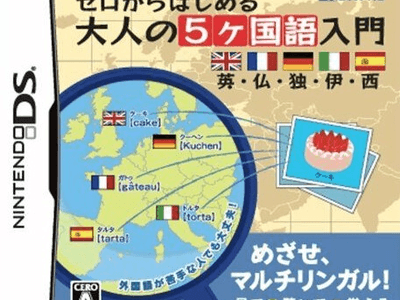 ゼロからはじめる
大人の5ヶ国語入門
英・仏・独・伊・西
NINTENDO DS
ケーキ
[cake]
クーヘン
[Kuchen]
ガトゥ
[gâteau]
トルタ
[torta]
タルタ
[tarta]
ケーキ
外国語が苦手な人でも大丈夫!
めざせ、
マルチリンガル!
CERO
A